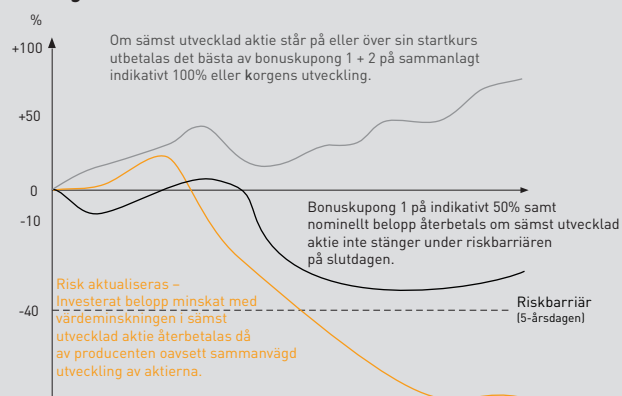 %
+100
Om sämst utvecklad aktie står på eller över sin startkurs
utbetalas det bästa av bonuskupong 1 + 2 på sammanlagt
indikativt 100% eller korgens utveckling.
+50
0
-10
Bonuskupong 1 på indikativt 50% samt
nominellt belopp återbetals om sämst utvecklad
aktie inte stänger under riskbarriären
på slutdagen.
Risk aktualiseras –
Investerat belopp minskat med
värdeminskningen i sämst
utvecklad aktie återbetalas då
av producenten oavsett sammanvägd
utveckling av aktierna.
-40
Riskbarriär
(5-årsdagen)